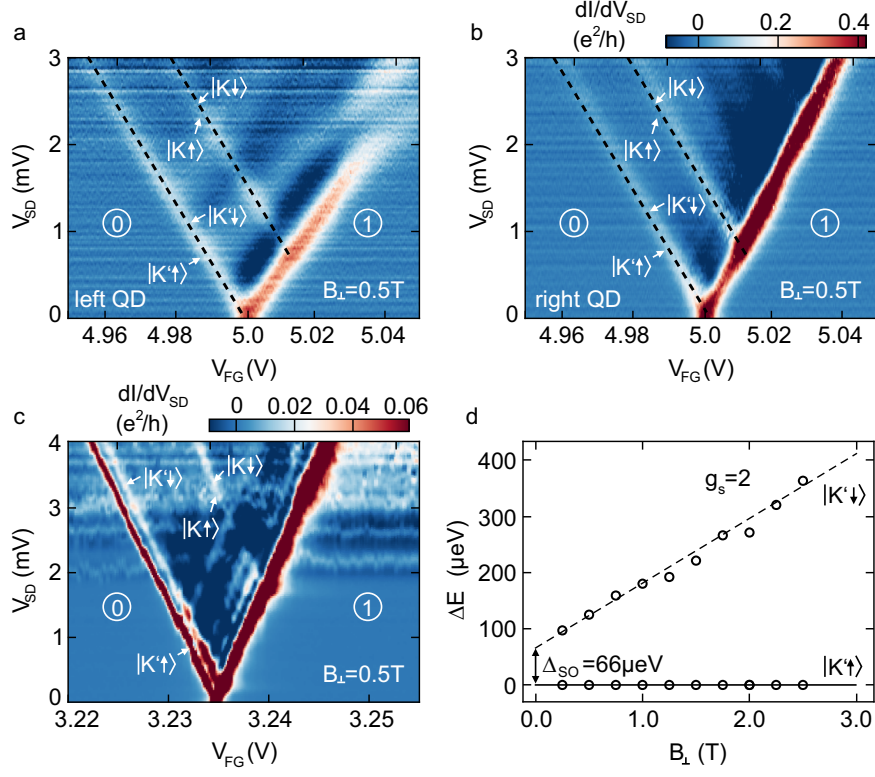 a
3
2
1
0
V_SD (mV)
|K↓⟩
|K↑⟩
|K'↓⟩
|K'↑⟩
0
1
left QD
B⊥=0.5T
4.96
4.98
5.0
5.02
V_FG (V)
dI/dV_SD
(e²/h)
0
0.2
0.4
b
3
2
1
0
V_SD (mV)
|K↓⟩
|K↑⟩
|K'↓⟩
|K'↑⟩
0
1
right QD
B⊥=0.5T
4.96
4.98
5.0
5.02
5.04
V_FG (V)
c
dI/dV_SD
(e²/h)
0
0.02
0.04
0.06
4
3
2
1
0
V_SD (mV)
|K'↓⟩
|K↓⟩
|K↑⟩
|K'↑⟩
0
1
B⊥=0.5T
3.22
3.23
3.24
3.25
V_FG (V)
d
400
300
200
100
0
ΔE (µeV)
g_s=2
|K'↓⟩
Δ_SO=66µeV
|K'↑⟩
0.0
1.0
2.0
3.0
B⊥ (T)